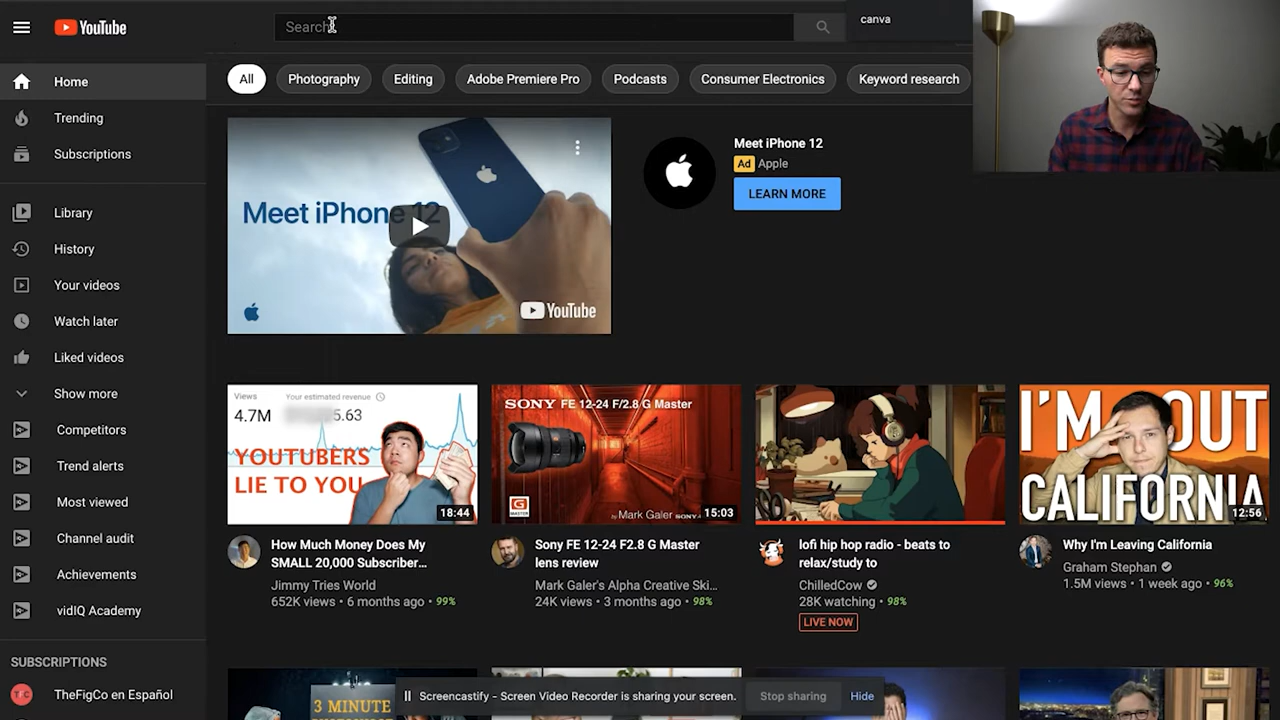 YouTube
Search
canva
Home
Trending
Subscriptions
Library
History
Your videos
Watch later
Liked videos
Show more
Competitors
Trend alerts
Most viewed
Channel audit
Achievements
vidIQ Academy
SUBSCRIPTIONS
TheFigCo en Español
All
Photography
Editing
Adobe Premiere Pro
Podcasts
Consumer Electronics
Keyword research
Meet iPhone 12
YouTube
Meet iPhone 12
Ad Apple
LEARN MORE
Views
Your estimated revenue
4.7M
5.63
YOUTUBERS
LIE TO YOU
18:44
How Much Money Does My
SMALL 20,000 Subscriber...
Jimmy Tries World
652K views • 6 months ago • 99%
SONY FE 12-24 F/2.8 G Master
G
MASTER
by Mark Galer SONY
15:03
Sony FE 12-24 F2.8 G Master
lens review
Mark Galer's Alpha Creative Ski...
24K views • 3 months ago • 98%
lofi hip hop radio - beats to
relax/study to
ChilledCow
28K watching • 98%
LIVE NOW
I'M OUT
CALIFORNIA
12:56
Why I'm Leaving California
Graham Stephan
1.5M views • 1 week ago • 96%
3 MINUTE
Screencastify - Screen Video Recorder is sharing your screen.
Stop sharing
Hide